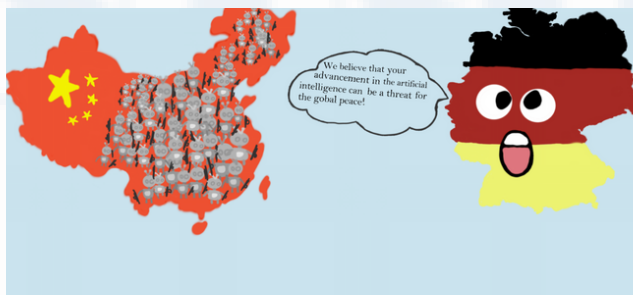 We believe that your
advancement in the artificial
intelligence can be a threat for
the gobal peace!